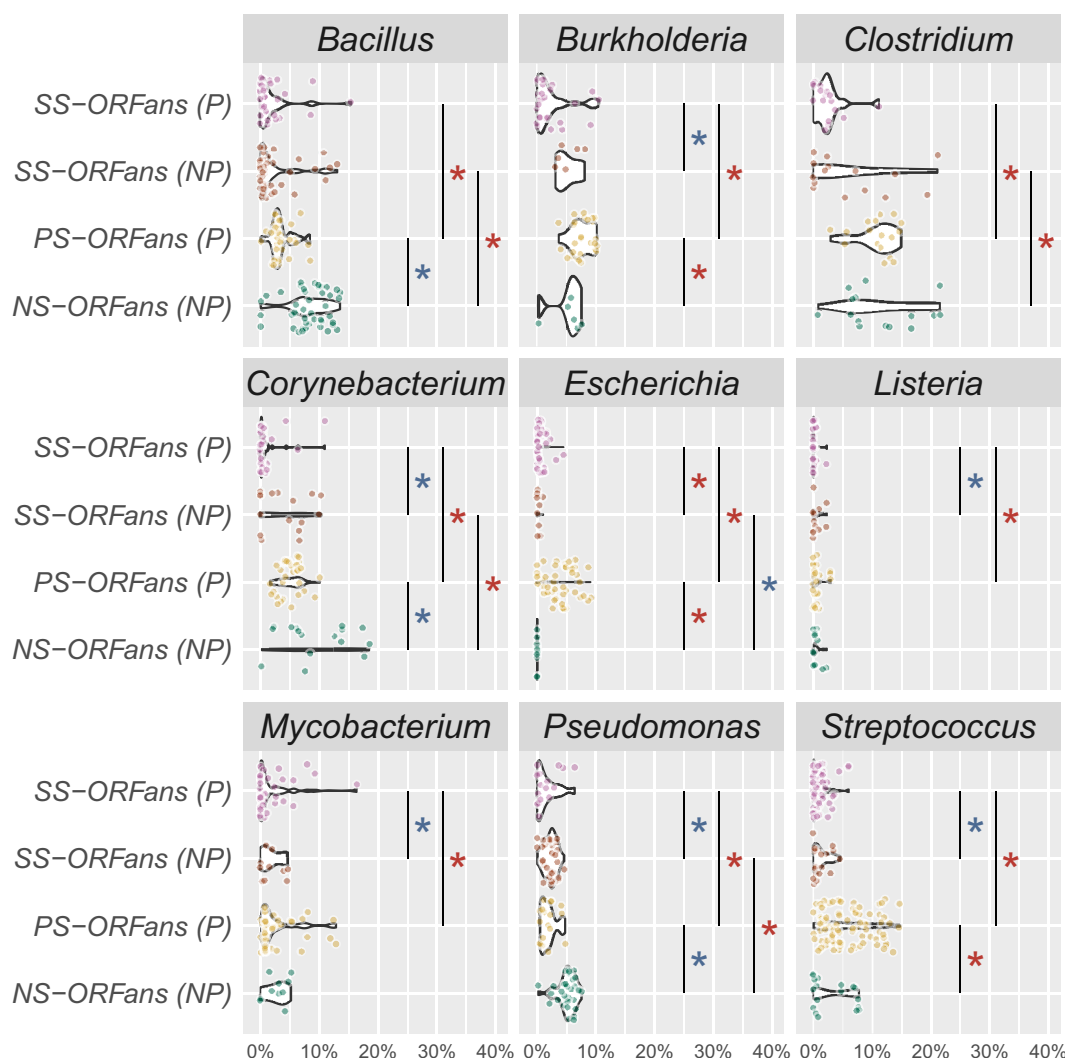 Bacillus Burkholderia Clostridium
SS−ORFans (P)
SS−ORFans (NP) * * * *
PS−ORFans (P) * * *
NS−ORFans (NP) * *
Corynebacterium Escherichia Listeria
SS−ORFans (P)
SS−ORFans (NP) * * * * * *
PS−ORFans (P) * *
NS−ORFans (NP) * *
Mycobacterium Pseudomonas Streptococcus
SS−ORFans (P)
SS−ORFans (NP) * * * * * *
PS−ORFans (P) *
NS−ORFans (NP) * *
0% 10% 20% 30% 40% 0% 10% 20% 30% 40% 0% 10% 20% 30% 40%